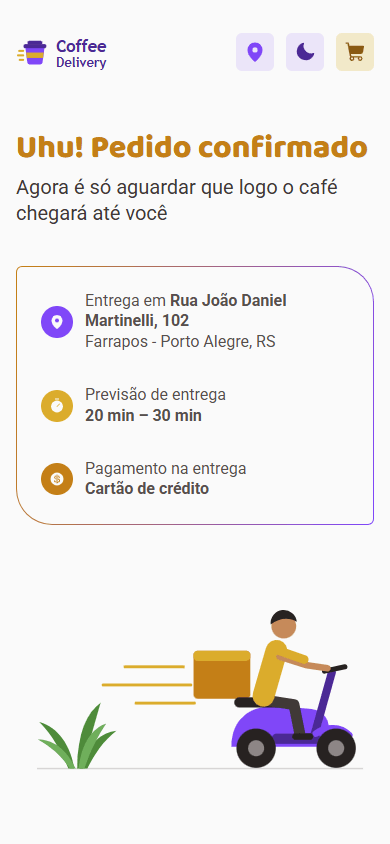 Coffee
Delivery
Uhu! Pedido confirmado
Agora é só aguardar que logo o café
chegará até você
Entrega em Rua João Daniel
Martinelli, 102
Farrapos - Porto Alegre, RS
Previsão de entrega
20 min – 30 min
Pagamento na entrega
Cartão de crédito